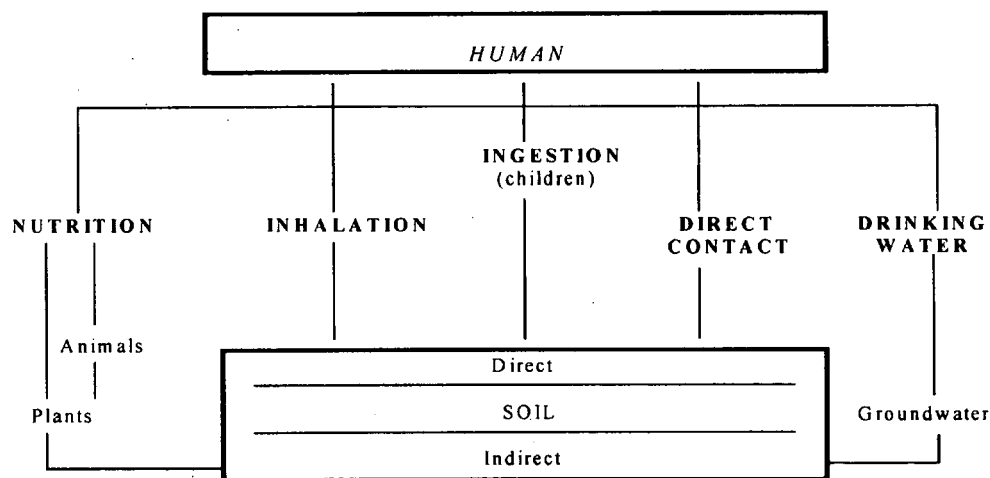 HUMAN
INGESTION
(children)
NUTRITION
INHALATION
DIRECT
CONTACT
DRINKING
WATER
Animals
Direct
Plants
SOIL
Groundwater
Indirect